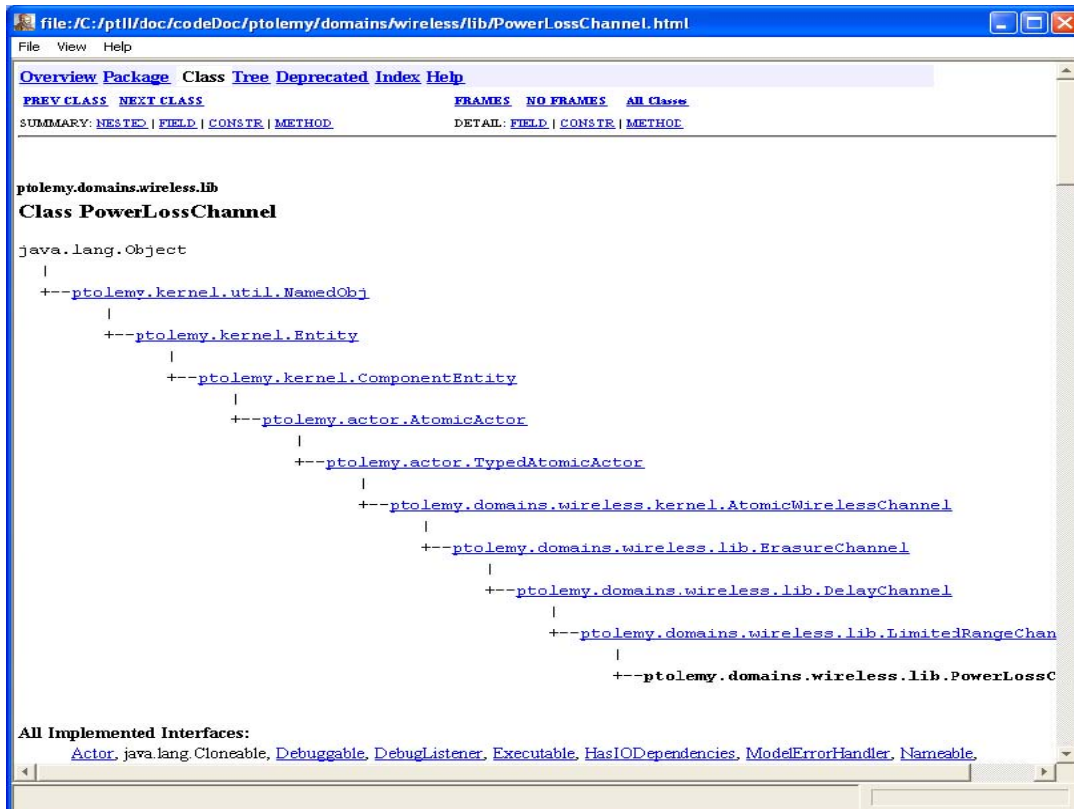 file:/C:/ptII/doc/codeDoc/ptolemy/domains/wireless/lib/PowerLossChannel.html
File View Help
Overview Package Class Tree Deprecated Index Help
PREV CLASS NEXT CLASS FRAMES NO FRAMES All Classes
SUMMARY: NESTED | FIELD | CONSTR | METHOD DETAIL: FIELD | CONSTR | METHOD
ptolemy.domains.wireless.lib
Class PowerLossChannel
java.lang.Object
|
+--ptolemy.kernel.util.NamedObj
|
+--ptolemy.kernel.Entity
|
+--ptolemy.kernel.ComponentEntity
|
+--ptolemy.actor.AtomicActor
|
+--ptolemy.actor.TypedAtomicActor
|
+--ptolemy.domains.wireless.kernel.AtomicWirelessChannel
|
+--ptolemy.domains.wireless.lib.ErasureChannel
|
+--ptolemy.domains.wireless.lib.DelayChannel
|
+--ptolemy.domains.wireless.lib.LimitedRangeChan
|
+--ptolemy.domains.wireless.lib.PowerLossC
All Implemented Interfaces:
Actor, java.lang.Cloneable, Debuggable, DebugListener, Executable, HasIODependencies, ModelErrorHandler, Nameable,